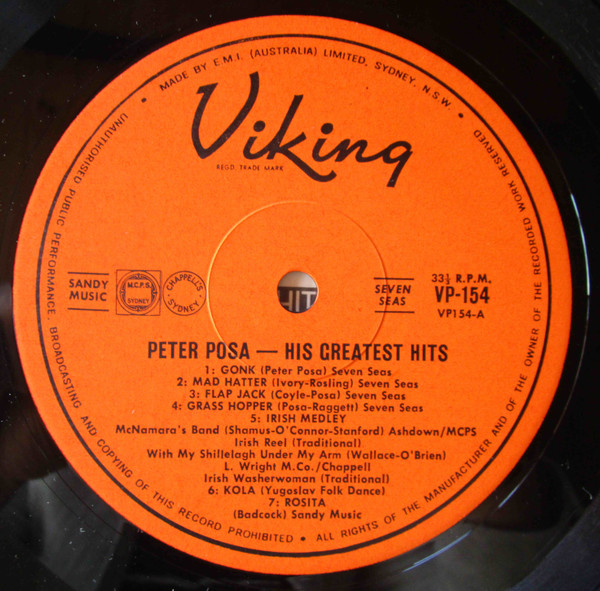 • MADE BY E.M.I. (AUSTRALIA) LIMITED, SYDNEY, N.S.W. •
Viking
REGD. TRADE MARK
SANDY
MUSIC
M.C.P.S.
SYDNEY
CHAPPELL'S
SYDNEY
HIT
SEVEN
SEAS
33⅓ R.P.M.
VP-154
VP154-A
PETER POSA — HIS GREATEST HITS
1: GONK (Peter Posa) Seven Seas
2: MAD HATTER (Ivory-Rosling) Seven Seas
3: FLAP JACK (Coyle-Posa) Seven Seas
4: GRASS HOPPER (Posa-Raggett) Seven Seas
5: IRISH MEDLEY
McNamara's Band (Shamus-O'Connor-Stanford) Ashdown/MCPS
Irish Reel (Traditional)
With My Shillelagh Under My Arm (Wallace-O'Brien)
L. Wright M.Co./Chappell
Irish Washerwoman (Traditional)
6: KOLA (Yugoslav Folk Dance)
7: ROSITA
(Badcock) Sandy Music
UNAUTHORISED PUBLIC PERFORMANCE, BROADCASTING AND COPYING OF THIS RECORD PROHIBITED • ALL RIGHTS OF THE MANUFACTURER AND OF THE OWNER OF THE RECORDED WORK RESERVED